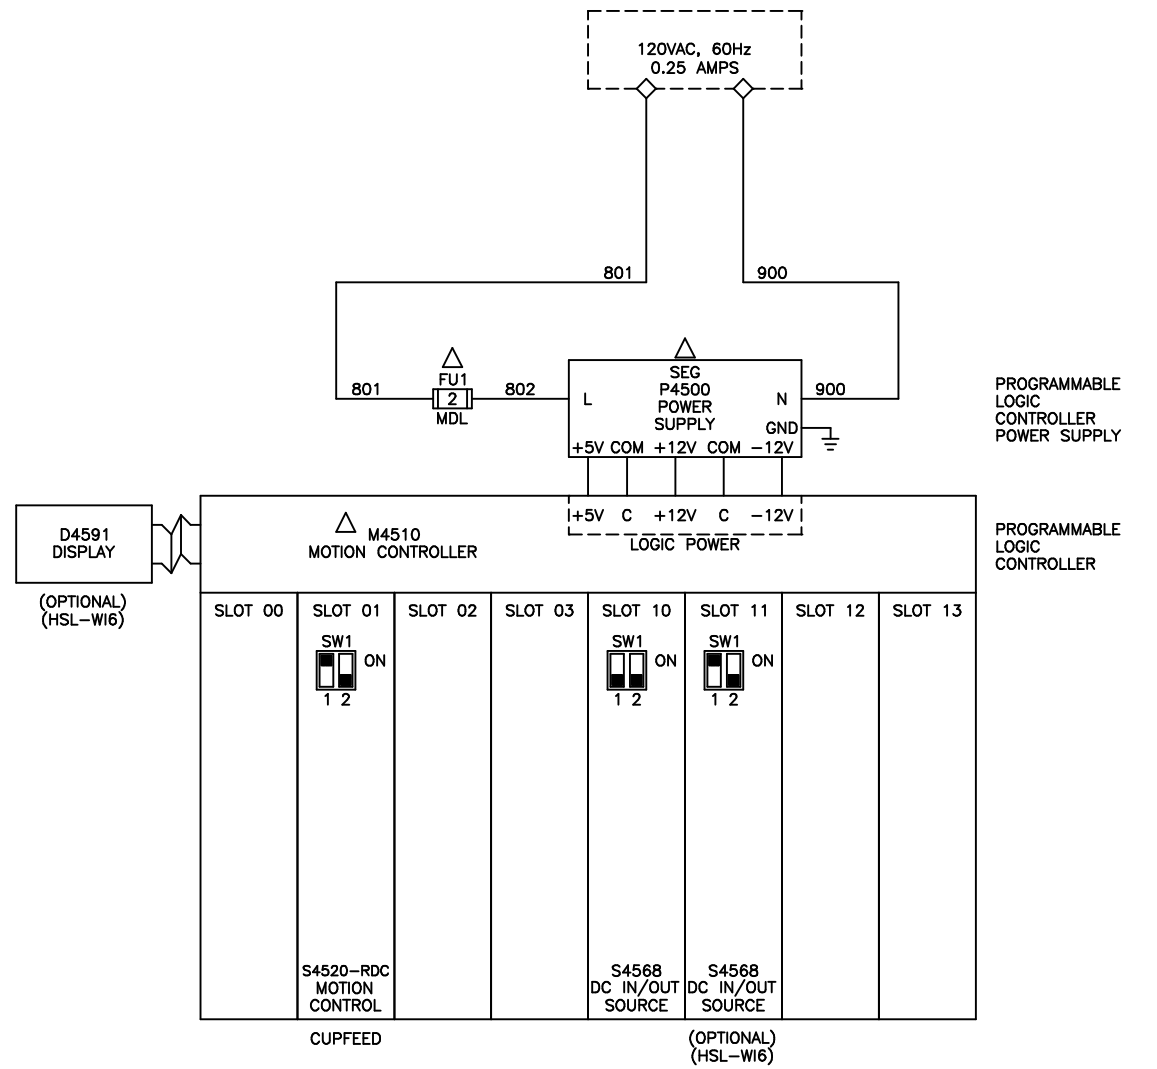 120VAC, 60Hz
0.25 AMPS
801
900
801
FU1
2
MDL
802
SEG
P4500
POWER
SUPPLY
L
N
GND
+5V COM +12V COM -12V
900
PROGRAMMABLE
LOGIC
CONTROLLER
POWER SUPPLY
D4591
DISPLAY
(OPTIONAL)
(HSL-WI6)
M4510
MOTION CONTROLLER
+5V C +12V C -12V
LOGIC POWER
PROGRAMMABLE
LOGIC
CONTROLLER
SLOT 00
SLOT 01
SW1
ON
1 2
S4520-RDC
MOTION
CONTROL
CUPFEED
SLOT 02
SLOT 03
SLOT 10
SW1
ON
1 2
S4568
DC IN/OUT
SOURCE
SLOT 11
SW1
ON
1 2
S4568
DC IN/OUT
SOURCE
(OPTIONAL)
(HSL-WI6)
SLOT 12
SLOT 13